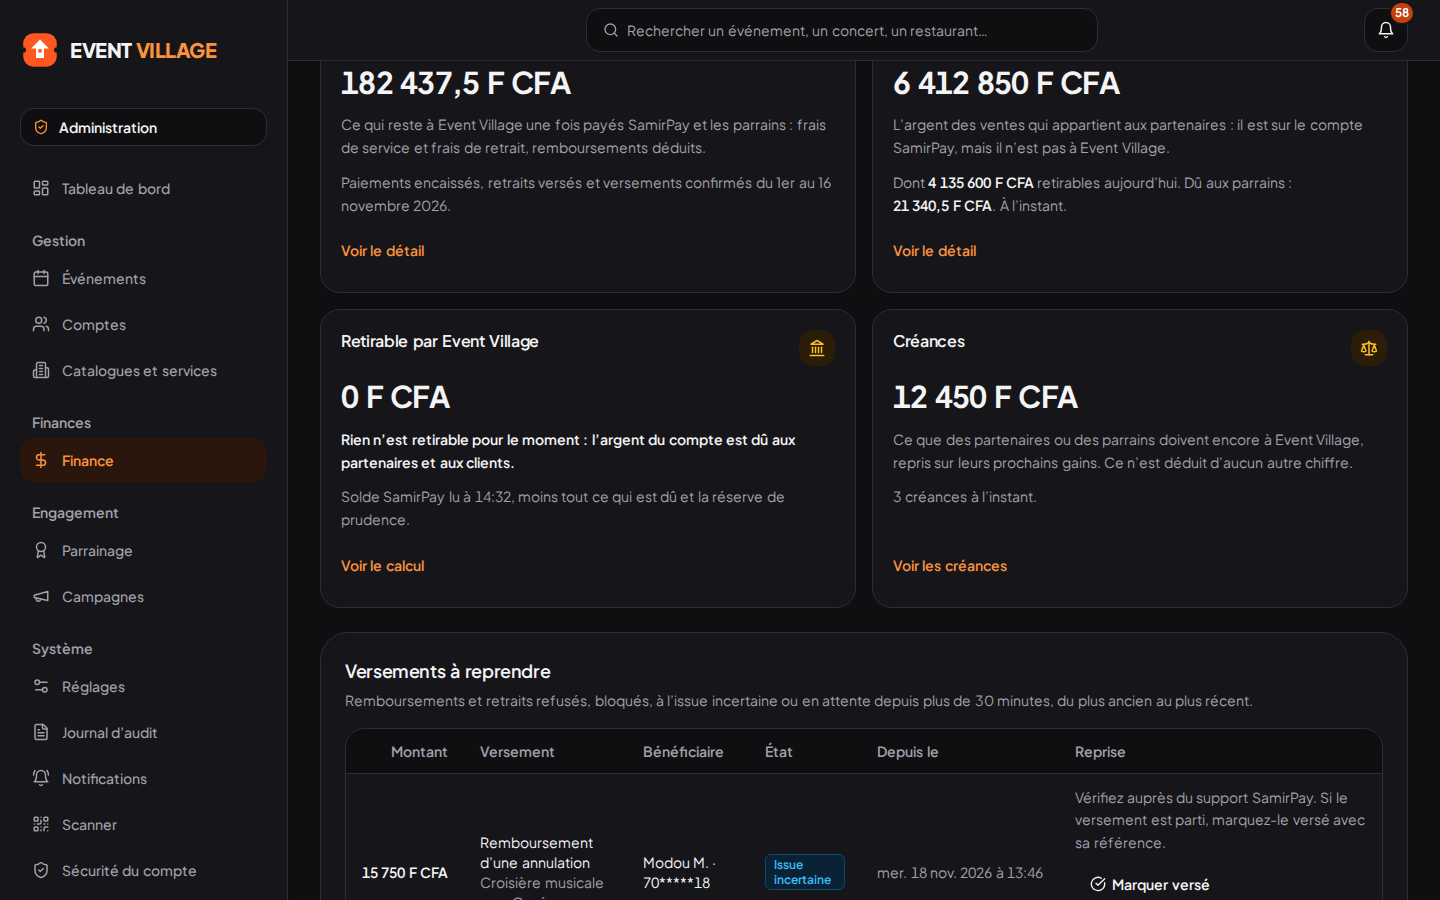 EVENT VILLAGE
Rechercher un événement, un concert, un restaurant...
58
Administration
Tableau de bord
Gestion
Événements
Comptes
Catalogues et services
Finances
Finance
Engagement
Parrainage
Campagnes
Système
Réglages
Journal d'audit
Notifications
Scanner
Sécurité du compte
182 437,5 F CFA
Ce qui reste à Event Village une fois payés SamirPay et les parrains : frais
de service et frais de retrait, remboursements déduits.
Paiements encaissés, retraits versés et versements confirmés du 1er au 16
novembre 2026.
Voir le détail
6 412 850 F CFA
L'argent des ventes qui appartient aux partenaires : il est sur le compte
SamirPay, mais il n'est pas à Event Village.
Dont 4 135 600 F CFA retirables aujourd'hui. Dû aux parrains :
21 340,5 F CFA. À l'instant.
Voir le détail
Retirable par Event Village
0 F CFA
Rien n'est retirable pour le moment : l'argent du compte est dû aux
partenaires et aux clients.
Solde SamirPay lu à 14:32, moins tout ce qui est dû et la réserve de
prudence.
Voir le calcul
Créances
12 450 F CFA
Ce que des partenaires ou des parrains doivent encore à Event Village,
repris sur leurs prochains gains. Ce n'est déduit d'aucun autre chiffre.
3 créances à l'instant.
Voir les créances
Versements à reprendre
Remboursements et retraits refusés, bloqués, à l'issue incertaine ou en attente depuis plus de 30 minutes, du plus ancien au plus récent.
Montant Versement Bénéficiaire État Depuis le Reprise
15 750 F CFA
Remboursement
d'une annulation
Croisière musicale
Modou M. ·
70*****18
Issue
incertaine
mer. 18 nov. 2026 à 13:46
Vérifiez auprès du support SamirPay. Si le
versement est parti, marquez-le versé avec
sa référence.
Marquer versé